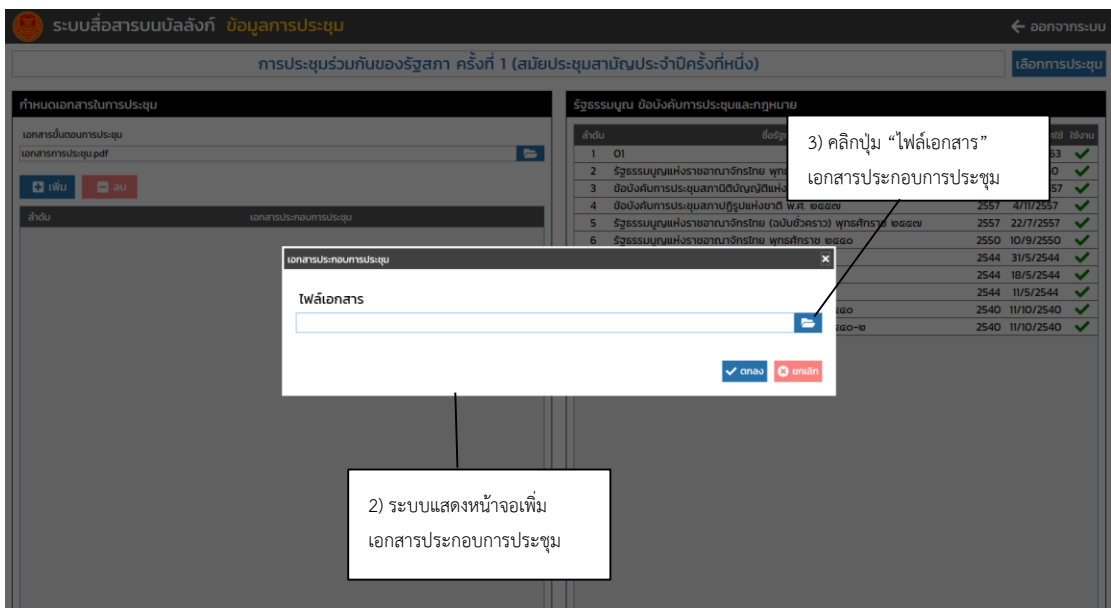 ระบบสื่อสารบนบัลลังก์ ข้อมูลการประชุม
ออกจากระบบ
การประชุมร่วมกันของรัฐสภา ครั้งที่ 1 (สมัยประชุมสามัญประจำปีครั้งที่หนึ่ง)
เลือกการประชุม
กำหนดเอกสารในการประชุม
เอกสารขั้นตอนการประชุม
เอกสารการประชุม.pdf
เพิ่ม ลบ
ลำดับ เอกสารประกอบการประชุม
รัฐธรรมนูญ ข้อบังคับการประชุมและกฎหมาย
ลำดับ ใช้งาน
1 01 63
2 รัฐธรรมนูญแห่งราชอาณาจักรไทย
3 57
4 ข้อบังคับการประชุมสภาปฏิรูปแห่งชาติ พ.ศ. ๒๕๕๗ 2557 4/11/2557
5 รัฐธรรมนูญแห่งราชอาณาจักรไทย (ฉบับชั่วคราว) พุทธศักราช ๒๕๕๗ 2557 22/7/2557
6 รัฐธรรมนูญแห่งราชอาณาจักรไทย พุทธศักราช ๒๕๕๐ 2550 10/9/2550
2544 31/5/2544
2544 18/5/2544
2544 11/5/2544
2540 11/10/2540
2540 11/10/2540
3) คลิกปุ่ม “ไฟล์เอกสาร”
เอกสารประกอบการประชุม
เอกสารประกอบการประชุม
ไฟล์เอกสาร
ตกลง ยกเลิก
2) ระบบแสดงหน้าจอเพิ่ม
เอกสารประกอบการประชุม